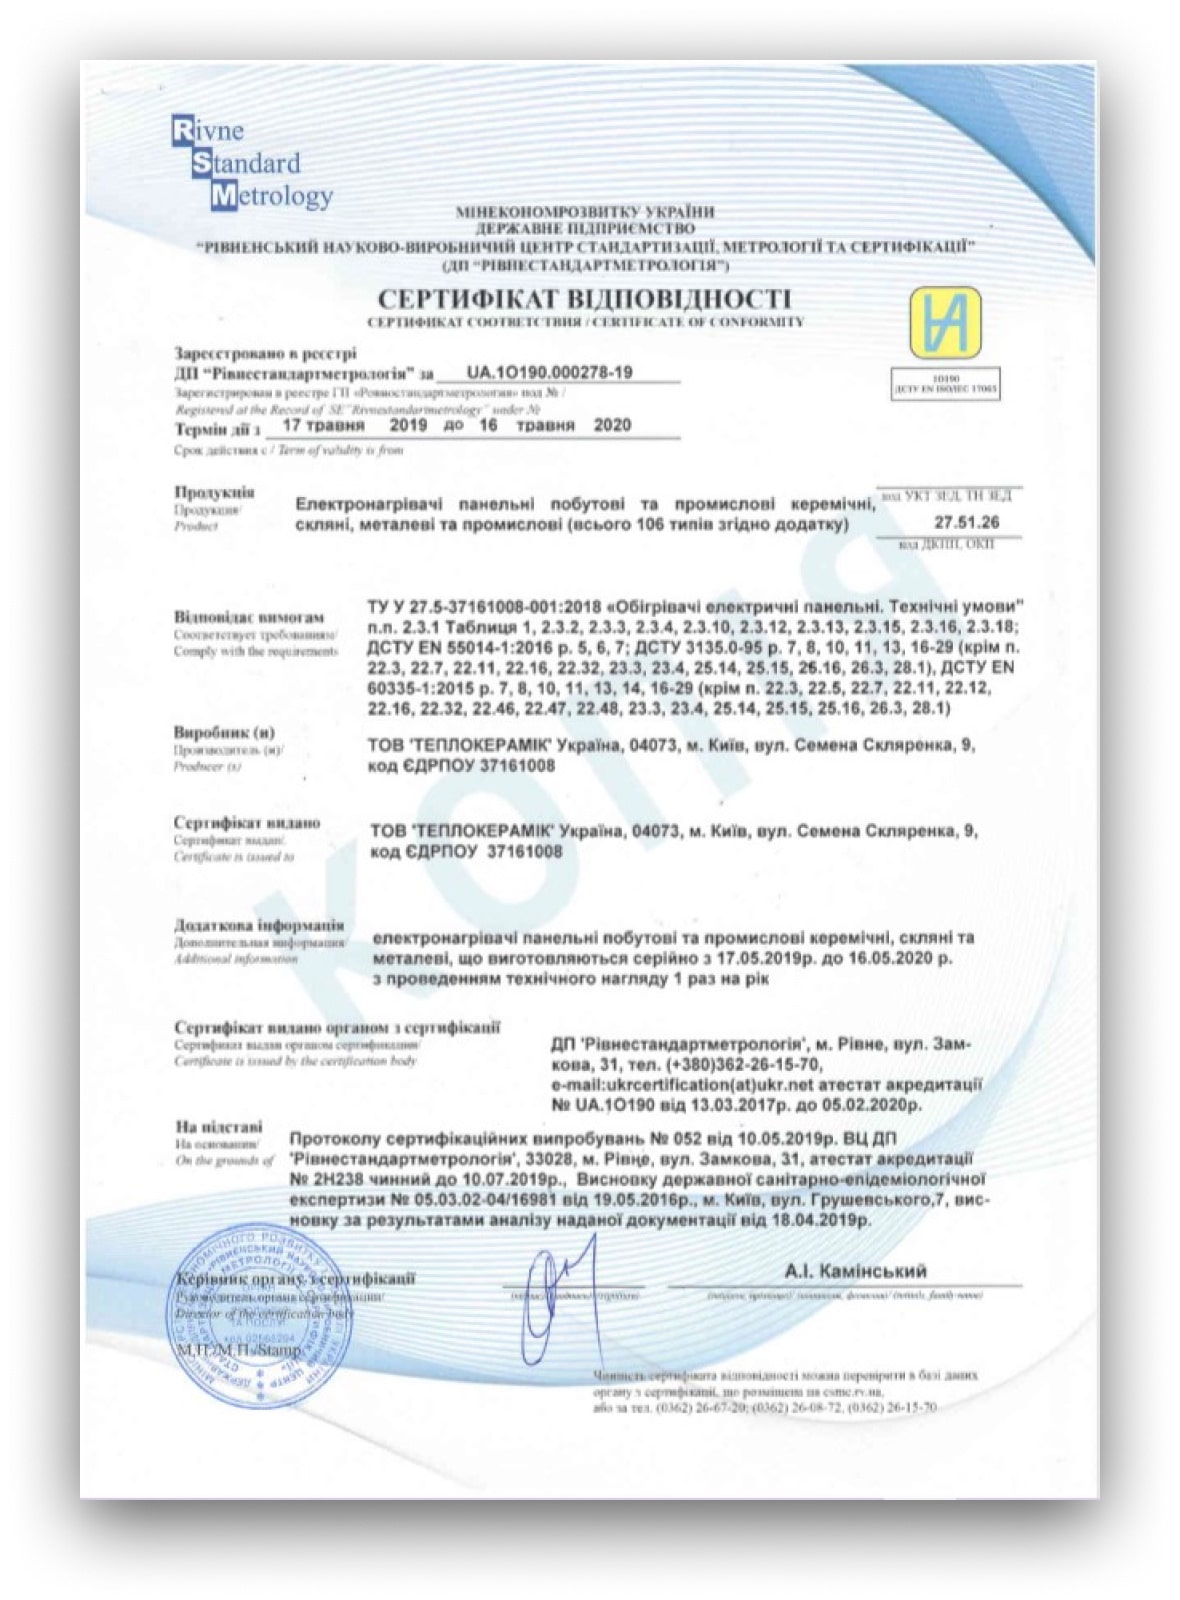 Rivne
Standard
Metrology
МІНЕКОНОМРОЗВИТКУ УКРАЇНИ
ДЕРЖАВНЕ ПІДПРИЄМСТВО
“РІВНЕНСЬКИЙ НАУКОВО-ВИРОБНИЧИЙ ЦЕНТР СТАНДАРТИЗАЦІЇ, МЕТРОЛОГІЇ ТА СЕРТИФІКАЦІЇ”
(ДП “РІВНЕСТАНДАРТМЕТРОЛОГІЯ”)
СЕРТИФІКАТ ВІДПОВІДНОСТІ
СЕРТИФИКАТ СООТВЕТСТВИЯ / CERTIFICATE OF CONFORMITY
1О190
ДСТУ EN ISO/IEC 17065
Зареєстровано в реєстрі
ДП “Рівнестандартметрологія” за UA.1O190.000278-19
Зарегистрирован в реестре ГП «Ровностандартметрология» под № /
Registered at the Record of SE"Rivnestandartmetrology" under №
Термін дії з 17 травня 2019 до 16 травня 2020
Срок действия с / Term of validity is from
Продукція
Продукция/
Product
Електронагрівачі панельні побутові та промислові керемічні,
скляні, металеві та промислові (всього 106 типів згідно додатку)
код УКТ ЗЕД, ТН ЗЕД
27.51.26
код ДКПП, ОКП
Відповідає вимогам
Соответствует требованиям/
Comply with the requirements
ТУ У 27.5-37161008-001:2018 «Обігрівачі електричні панельні. Технічні умови”
п.п. 2.3.1 Таблиця 1, 2.3.2, 2.3.3, 2.3.4, 2.3.10, 2.3.12, 2.3.13, 2.3.15, 2.3.16, 2.3.18;
ДСТУ EN 55014-1:2016 р. 5, 6, 7; ДСТУ 3135.0-95 р. 7, 8, 10, 11, 13, 16-29 (крім п.
22.3, 22.7, 22.11, 22.16, 22.32, 23.3, 23.4, 25.14, 25.15, 26.16, 26.3, 28.1), ДСТУ EN
60335-1:2015 р. 7, 8, 10, 11, 13, 14, 16-29 (крім п. 22.3, 22.5, 22.7, 22.11, 22.12,
22.16, 22.32, 22.46, 22.47, 22.48, 23.3, 23.4, 25.14, 25.15, 25.16, 26.3, 28.1)
Виробник (и)
Производитель (и)/
Producer (s)
ТОВ 'ТЕПЛОКЕРАМІК' Україна, 04073, м. Київ, вул. Семена Скляренка, 9,
код ЄДРПОУ 37161008
Сертифікат видано
Сертификат выдан/
Certificate is issued to
ТОВ 'ТЕПЛОКЕРАМІК' Україна, 04073, м. Київ, вул. Семена Скляренка, 9,
код ЄДРПОУ 37161008
Додаткова інформація
Дополнительная информация
Additional information
електронагрівачі панельні побутові та промислові керемічні, скляні та
металеві, що виготовляються серійно з 17.05.2019р. до 16.05.2020 р.
з проведенням технічного нагляду 1 раз на рік
КОПІЯ
Сертифікат видано органом з сертифікації
Сертификат выдан органом сертификации/
Certificate is issued by the certification body
ДП 'Рівнестандартметрологія', м. Рівне, вул. Зам-
кова, 31, тел. (+380)362-26-15-70,
e-mail:ukrcertification(at)ukr.net атестат акредитації
№ UA.1O190 від 13.03.2017р. до 05.02.2020р.
На підставі
На основании/
On the grounds of
Протоколу сертифікаційних випробувань № 052 від 10.05.2019р. ВЦ ДП
'Рівнестандартметрологія', 33028, м. Рівне, вул. Замкова, 31, атестат акредитації
№ 2Н238 чинний до 10.07.2019р., Висновку державної санітарно-епідеміологічної
експертизи № 05.03.02-04/16981 від 19.05.2016р., м. Київ, вул. Грушевського,7, вис-
новку за результатами аналізу наданої документації від 18.04.2019р.
Керівник органу з сертифікації
Руководитель органа сертификации/
Director of the certification body
М.П./М.П./Stamp
А.І. Камінський
Чинність сертифіката відповідності можна перевірити в базі даних
органу з сертифікації, що розміщена на csmc.rv.ua,
або за тел. (0362) 26-67-20; (0362) 26-08-72, (0362) 26-15-70